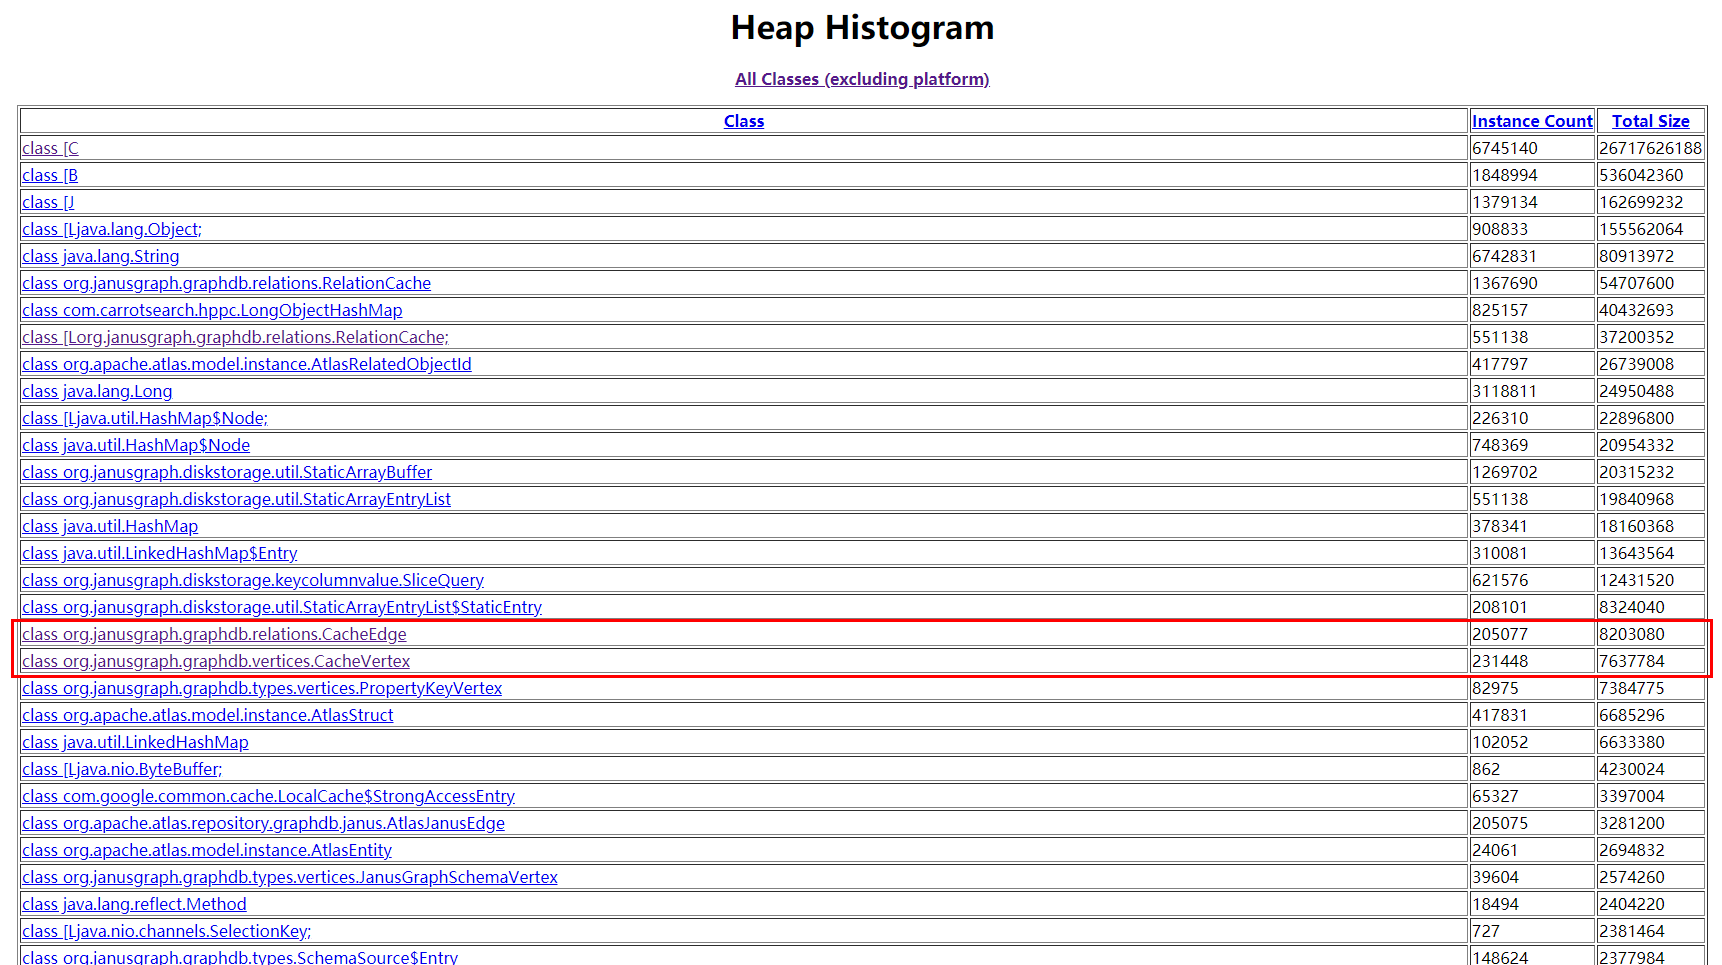 Heap Histogram
All Classes (excluding platform)
Class Instance Count Total Size
class [C 6745140 26717626188
class [B 1848994 536042360
class [J 1379134 162699232
class [Ljava.lang.Object; 908833 155562064
class java.lang.String 6742831 80913972
class org.janusgraph.graphdb.relations.RelationCache 1367690 54707600
class com.carrotsearch.hppc.LongObjectHashMap 825157 40432693
class [Lorg.janusgraph.graphdb.relations.RelationCache; 551138 37200352
class org.apache.atlas.model.instance.AtlasRelatedObjectId 417797 26739008
class java.lang.Long 3118811 24950488
class [Ljava.util.HashMap$Node; 226310 22896800
class java.util.HashMap$Node 748369 20954332
class org.janusgraph.diskstorage.util.StaticArrayBuffer 1269702 20315232
class org.janusgraph.diskstorage.util.StaticArrayEntryList 551138 19840968
class java.util.HashMap 378341 18160368
class java.util.LinkedHashMap$Entry 310081 13643564
class org.janusgraph.diskstorage.keycolumnvalue.SliceQuery 621576 12431520
class org.janusgraph.diskstorage.util.StaticArrayEntryList$StaticEntry 208101 8324040
class org.janusgraph.graphdb.relations.CacheEdge 205077 8203080
class org.janusgraph.graphdb.vertices.CacheVertex 231448 7637784
class org.janusgraph.graphdb.types.vertices.PropertyKeyVertex 82975 7384775
class org.apache.atlas.model.instance.AtlasStruct 417831 6685296
class java.util.LinkedHashMap 102052 6633380
class [Ljava.nio.ByteBuffer; 862 4230024
class com.google.common.cache.LocalCache$StrongAccessEntry 65327 3397004
class org.apache.atlas.repository.graphdb.janus.AtlasJanusEdge 205075 3281200
class org.apache.atlas.model.instance.AtlasEntity 24061 2694832
class org.janusgraph.graphdb.types.vertices.JanusGraphSchemaVertex 39604 2574260
class java.lang.reflect.Method 18494 2404220
class [Ljava.nio.channels.SelectionKey; 727 2381464
class org.janusgraph.graphdb.types.SchemaSource$Entry 148624 2377984